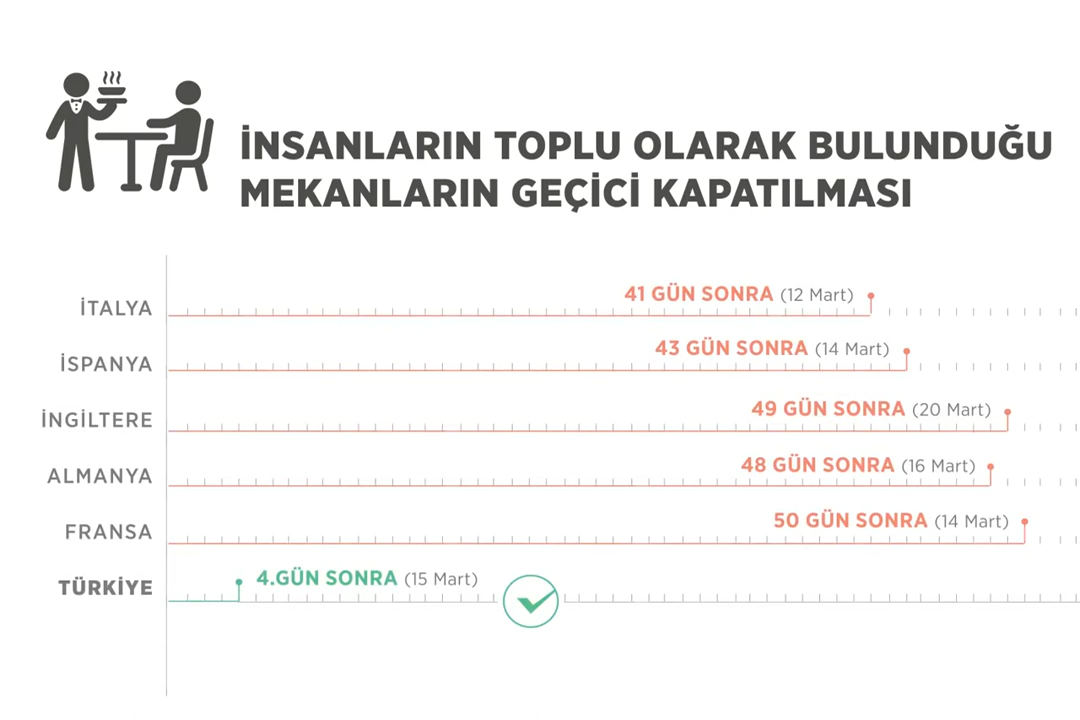 İNSANLARIN TOPLU OLARAK BULUNDUĞU
MEKANLARIN GEÇİCİ KAPATILMASI
İTALYA 41 GÜN SONRA (12 Mart)
İSPANYA 43 GÜN SONRA (14 Mart)
İNGİLTERE 49 GÜN SONRA (20 Mart)
ALMANYA 48 GÜN SONRA (16 Mart)
FRANSA 50 GÜN SONRA (14 Mart)
TÜRKİYE 4.GÜN SONRA (15 Mart)